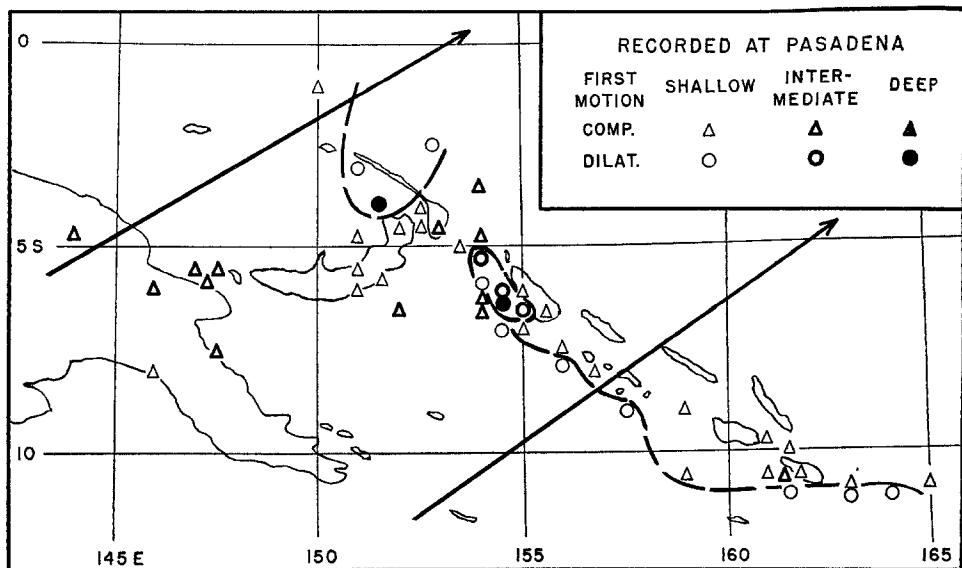 RECORDED AT PASADENA
FIRST MOTION SHALLOW INTER-MEDIATE DEEP
COMP.
DILAT.
0
5 S
10
145 E 150 155 160 165